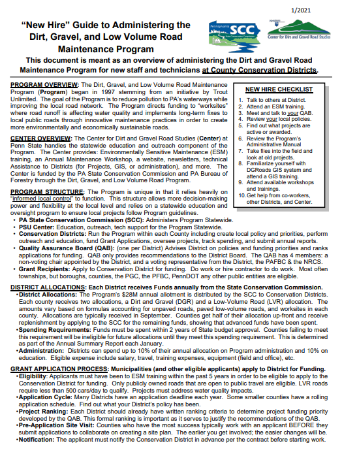 1/2021
"New Hire" Guide to Administering the
Dirt, Gravel, and Low Volume Road
Maintenance Program
SCC
Center for Dirt and Gravel Road Studies
This document is meant as an overview of administering the Dirt and Gravel Road
Maintenance Program for new staff and technicians at County Conservation Districts.
PROGRAM OVERVIEW: The Dirt, Gravel, and Low Volume Road Maintenance
Program (Program) began in 1997 stemming from an initiative by Trout
Unlimited. The goal of the Program is to reduce pollution to PA's waterways while
improving the local road network. The Program directs funding to "worksites"
where road runoff is affecting water quality and implements long-term fixes to
local public roads through innovative maintenance practices in order to create
more environmentally and economically sustainable roads.
CENTER OVERVIEW: The Center for Dirt and Gravel Road Studies (Center) at
Penn State handles the statewide education and outreach component of the
Program. The Center provides: Environmentally Sensitive Maintenance (ESM)
training, an Annual Maintenance Workshop, a website, newsletters, technical
Assistance to Districts (for Projects, GIS, or administration), and more. The
Center is funded by the PA State Conservation Commission and PA Bureau of
Forestry through the Dirt, Gravel, and Low Volume Road Program.
PROGRAM STRUCTURE: The Program is unique in that it relies heavily on
"informed local control" to function. This structure allows more decision-making
power and flexibility at the local level and relies on a statewide education and
oversight program to ensure local projects follow Program guidelines.
• PA State Conservation Commission (SCC): Administers Program Statewide.
• PSU Center: Education, outreach, tech support for the Program Statewide.
• Conservation Districts: Run the Program within each County including create local policy and priorities, perform
outreach and education, fund Grant Applications, oversee projects, track spending, and submit annual reports.
• Quality Assurance Board (QAB): (one per District) Advises District on policies and funding priorities and ranks
applications for funding. QAB only provides recommendations to the District Board. The QAB has 4 members: a
non-voting chair appointed by the District, and a voting representative from the District, the PAFBC & the NRCS.
• Grant Recipients: Apply to Conservation District for funding. Do work or hire contractor to do work. Most often
townships, but boroughs, counties, the PGC, the PFBC, PennDOT any other public entities are eligible.
NEW HIRE CHECKLIST
1. Talk to others at District.
2. Attend an ESM training.
3. Meet and talk to your QAB.
4. Review your local policies.
5. Find out what projects are
active or awarded.
6. Review the Program's
Administrative Manual
7. Take Rides into the field and
look at old projects.
8. Familiarize yourself with
DGRoads GIS system and
attend a GIS training.
9. Attend available workshops
and trainings.
10. Get help from co-workers,
other Districts, and Center.
DISTRICT ALLOCATIONS: Each District receives Funds annually from the State Conservation Commission.
•District Allocations: The Program's $28M annual allotment is distributed by the SCC to Conservation Districts.
Each county receives two allocations, a Dirt and Gravel (DGR) and a Low-Volume Road (LVR) allocation. The
amounts vary based on formulas accounting for unpaved roads, paved low-volume roads, and worksites in each
county. Allocations are typically received in September. Counties get half of their allocation up-front and receive
replenishment by applying to the SCC for the remaining funds, showing that advanced funds have been spent.
•Spending Requirements: Funds must be spent within 2 years of State budget approval. Counties failing to meet
this requirement will be ineligible for future allocations until they meet this spending requirement. This is determined
as part of the Annual Summary Report each January.
•Administration: Districts can spend up to 10% of their annual allocation on Program administration and 10% on
education. Eligible expense include salary, travel, training expenses, equipment (field and office), etc.
GRANT APPLICATION PROCESS: Municipalities (and other eligible applicants) apply to District for Funding.
•Eligibility: Applicants must have been to ESM training within the past 5 years in order to be eligible to apply to the
Conservation District for funding. Only publicly owned roads that are open to public travel are eligible. LVR roads
require less than 500 cars/day to qualify. Projects must address water quality impacts.
•Application Cycle: Many Districts have an application deadline each year. Some smaller counties have a rolling
application schedule. Find out what your District's policy has been.
•Project Ranking: Each District should already have written ranking criteria to determine project funding priority
developed by the QAB. This formal ranking is important as it serves to justify the recommendations of the QAB.
•Pre-Application Site Visit: Counties who have the most success typically work with an applicant BEFORE they
submit applications to collaborate on creating a site plan. The earlier you get involved; the easier changes will be.
•Notification: The applicant must notify the Conservation District in advance per the contract before starting work.